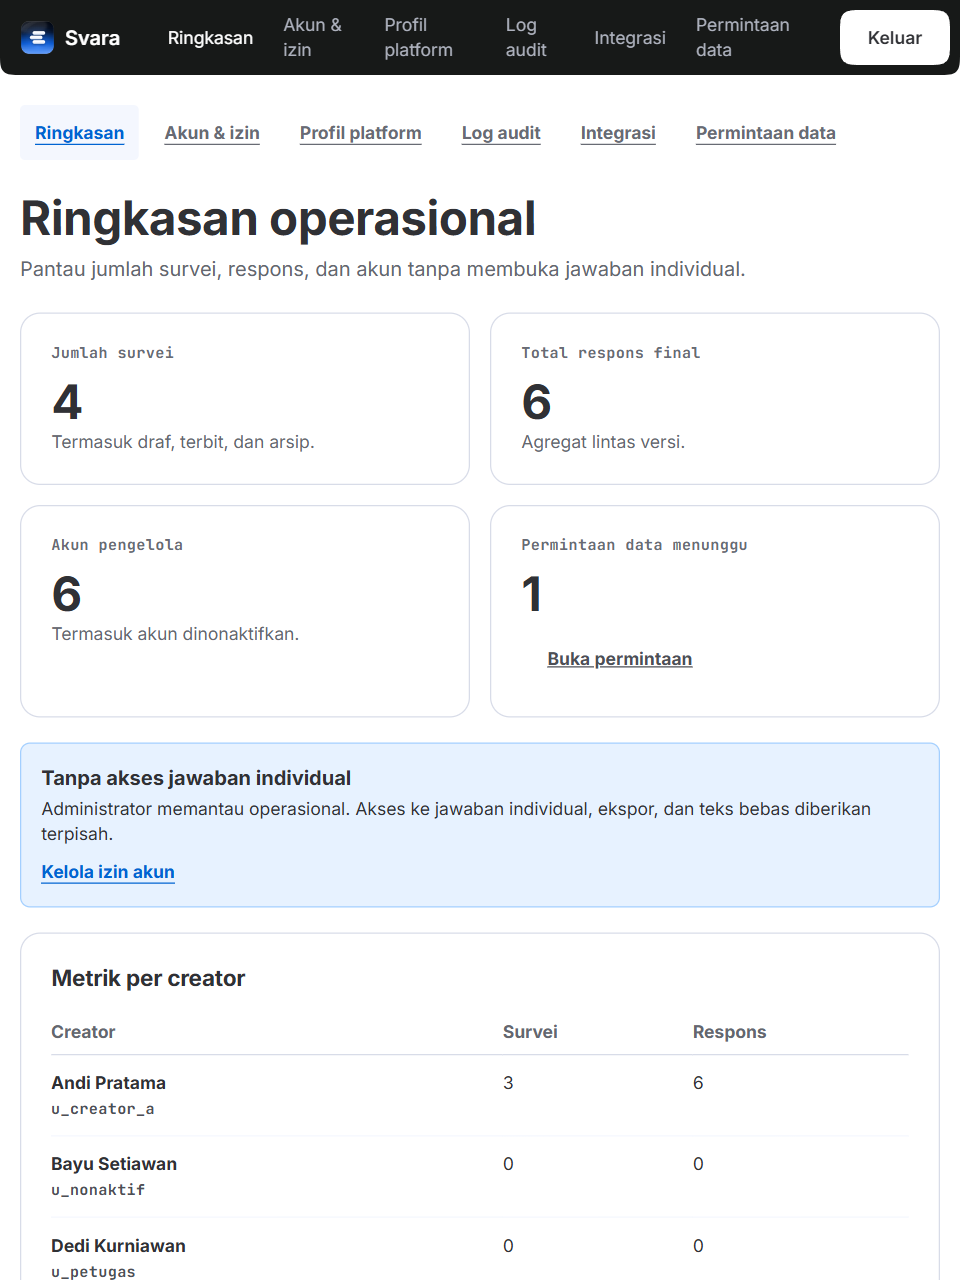 Svara
Ringkasan
Akun &
izin
Profil
platform
Log
audit
Integrasi
Permintaan
data
Keluar
Ringkasan
Akun & izin
Profil platform
Log audit
Integrasi
Permintaan data
Ringkasan operasional
Pantau jumlah survei, respons, dan akun tanpa membuka jawaban individual.
Jumlah survei
4
Termasuk draf, terbit, dan arsip.
Total respons final
6
Agregat lintas versi.
Akun pengelola
6
Termasuk akun dinonaktifkan.
Permintaan data menunggu
1
Buka permintaan
Tanpa akses jawaban individual
Administrator memantau operasional. Akses ke jawaban individual, ekspor, dan teks bebas diberikan
terpisah.
Kelola izin akun
Metrik per creator
Creator Survei Respons
Andi Pratama 3 6
u_creator_a
Bayu Setiawan 0 0
u_nonaktif
Dedi Kurniawan 0 0
u_petugas